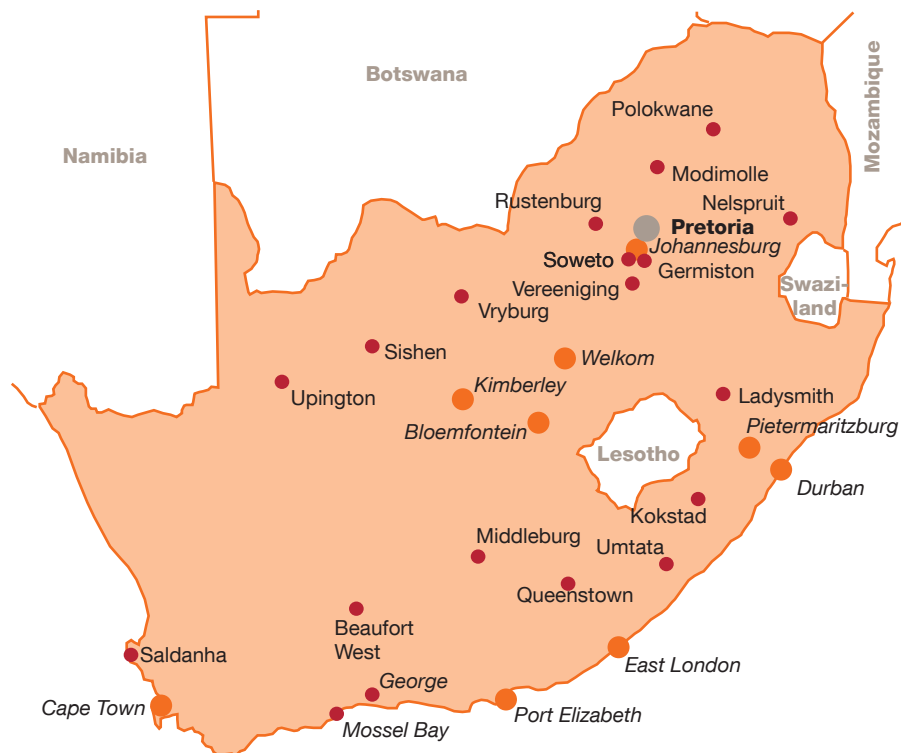 Botswana
Mozambique
Namibia
Polokwane
Modimolle
Nelspruit
Rustenburg
Pretoria
Johannesburg
Soweto
Germiston
Vereeniging
Swazi-
land
Vryburg
Sishen
Welkom
Kimberley
Upington
Ladysmith
Bloemfontein
Pietermaritzburg
Lesotho
Durban
Kokstad
Middleburg
Umtata
Queenstown
Beaufort
West
Saldanha
East London
George
Cape Town
Port Elizabeth
Mossel Bay